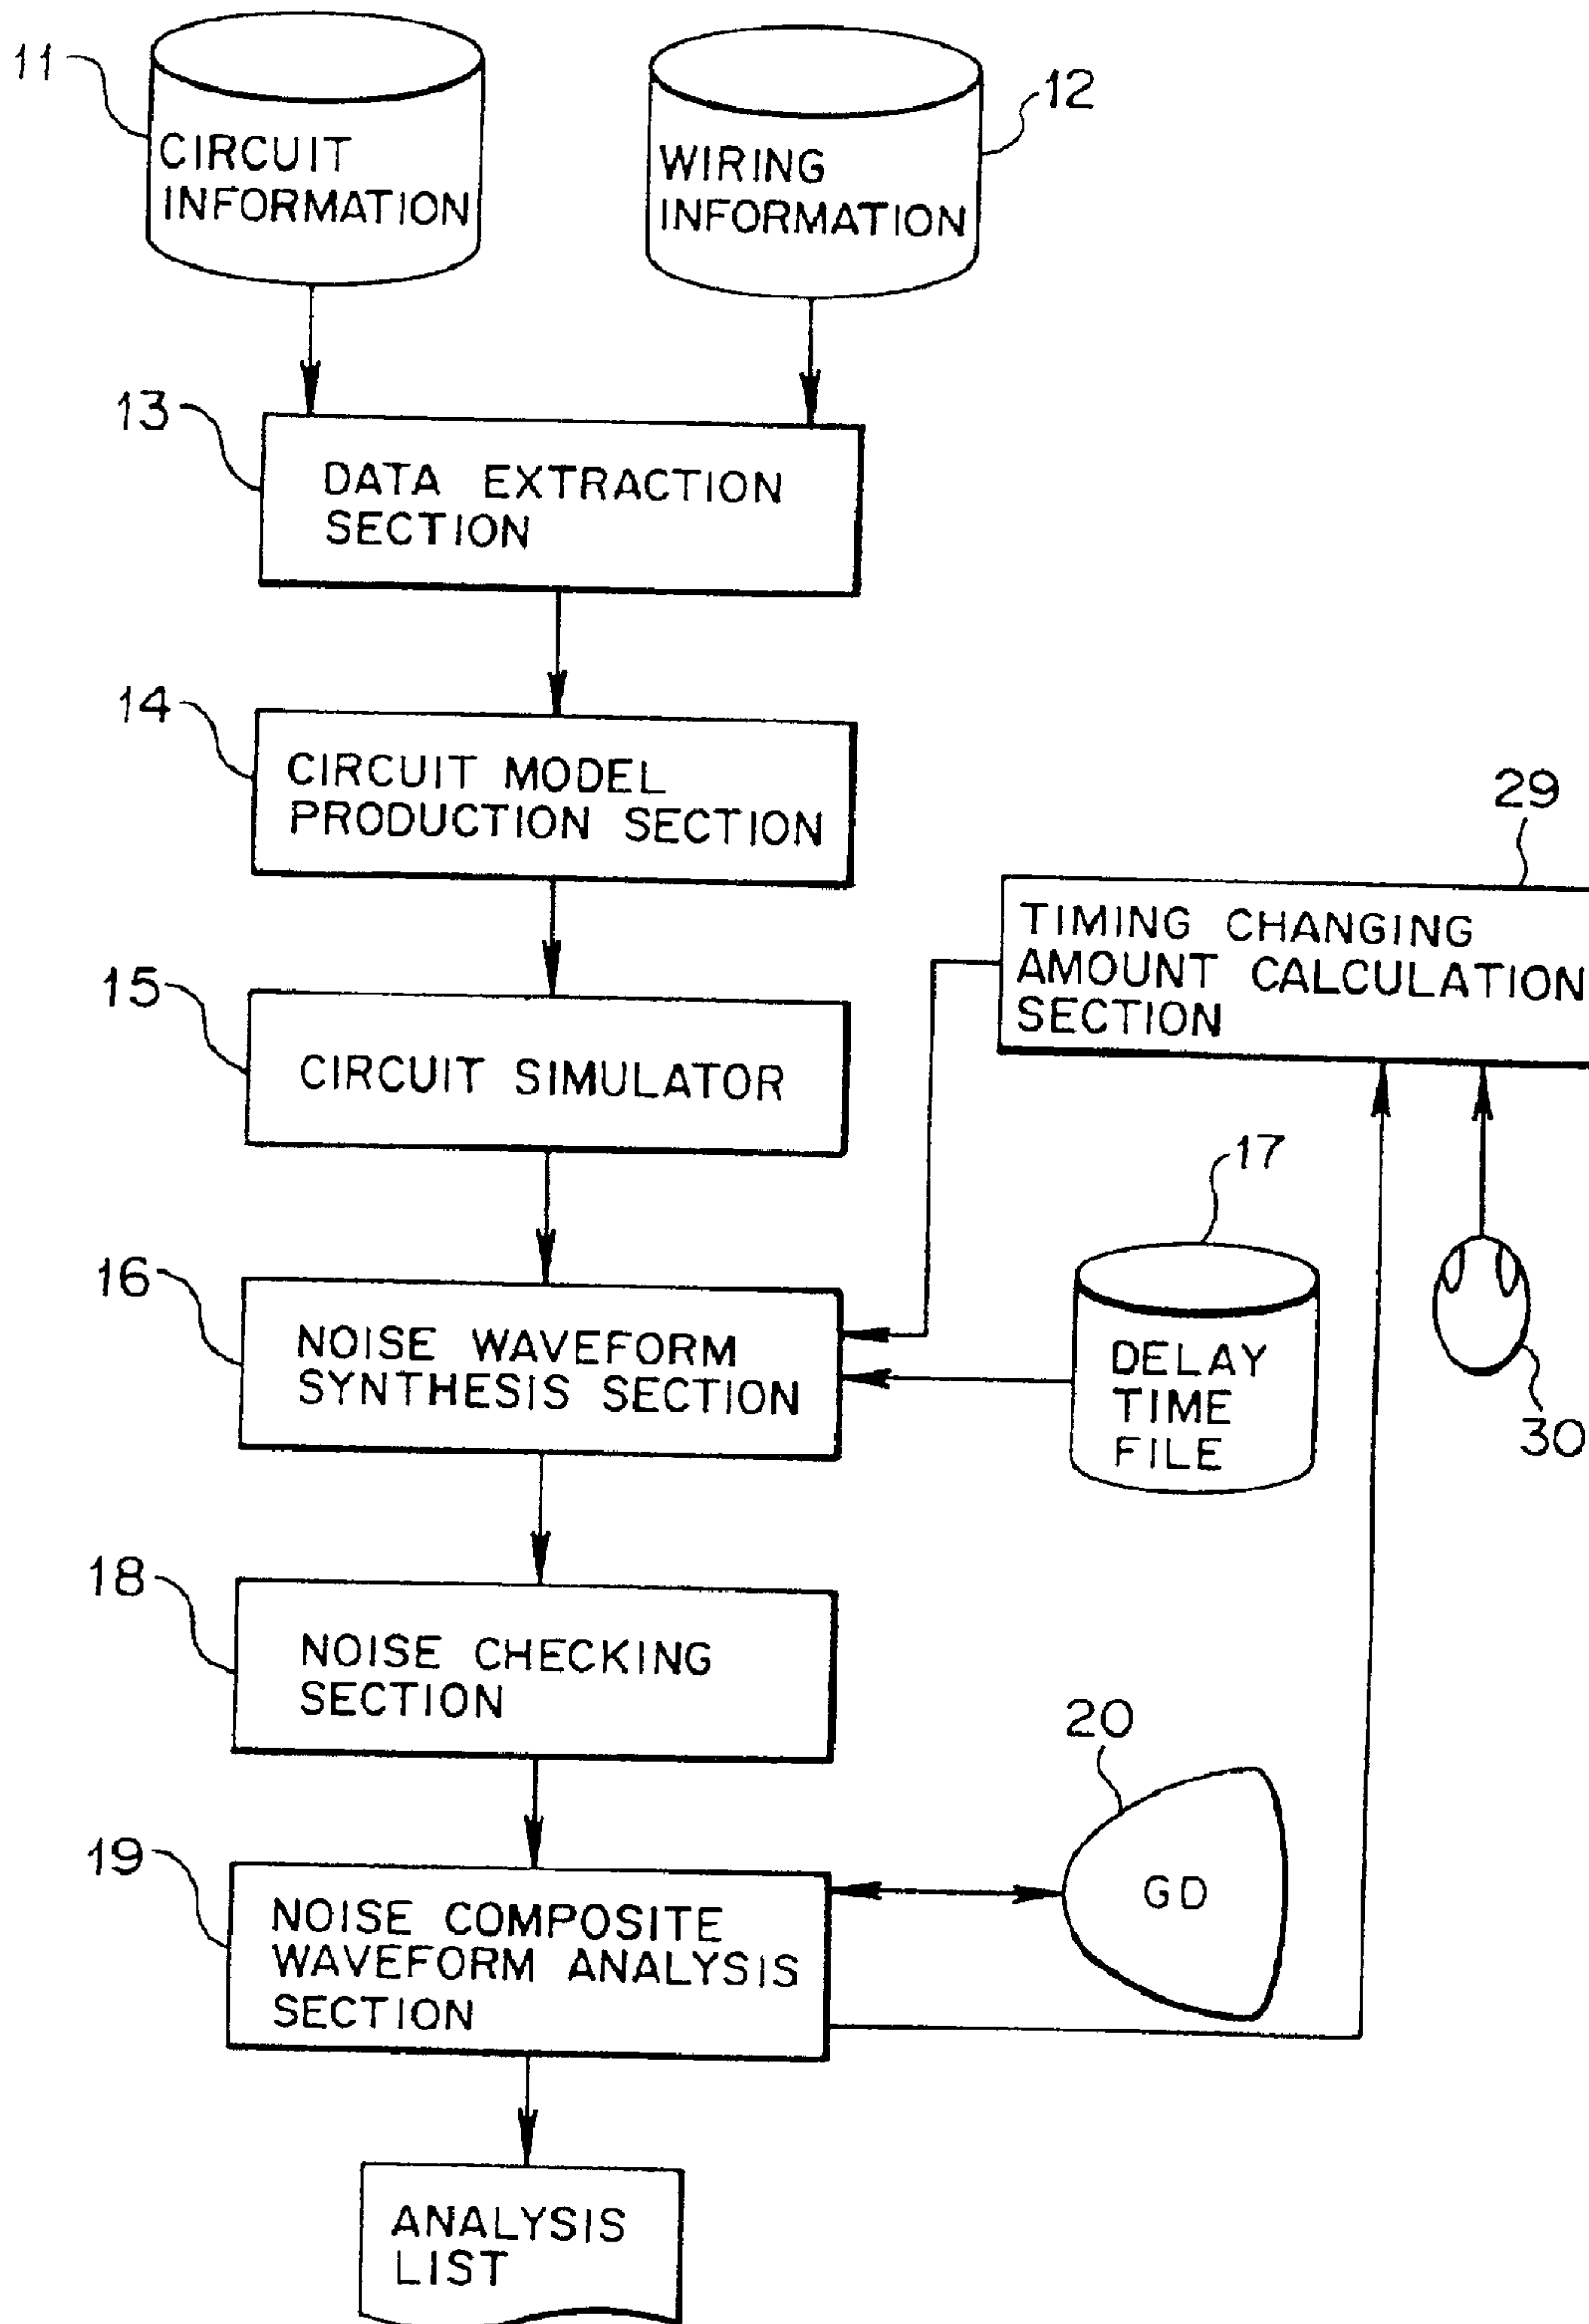 11
CIRCUIT
INFORMATION
12
WIRING
INFORMATION
13
DATA EXTRACTION
SECTION
14
CIRCUIT MODEL
PRODUCTION SECTION
29
TIMING CHANGING
AMOUNT CALCULATION
SECTION
15
CIRCUIT SIMULATOR
17
DELAY
TIME
FILE
30
16
NOISE WAVEFORM
SYNTHESIS SECTION
18
NOISE CHECKING
SECTION
20
GD
19
NOISE COMPOSITE
WAVEFORM ANALYSIS
SECTION
ANALYSIS
LIST